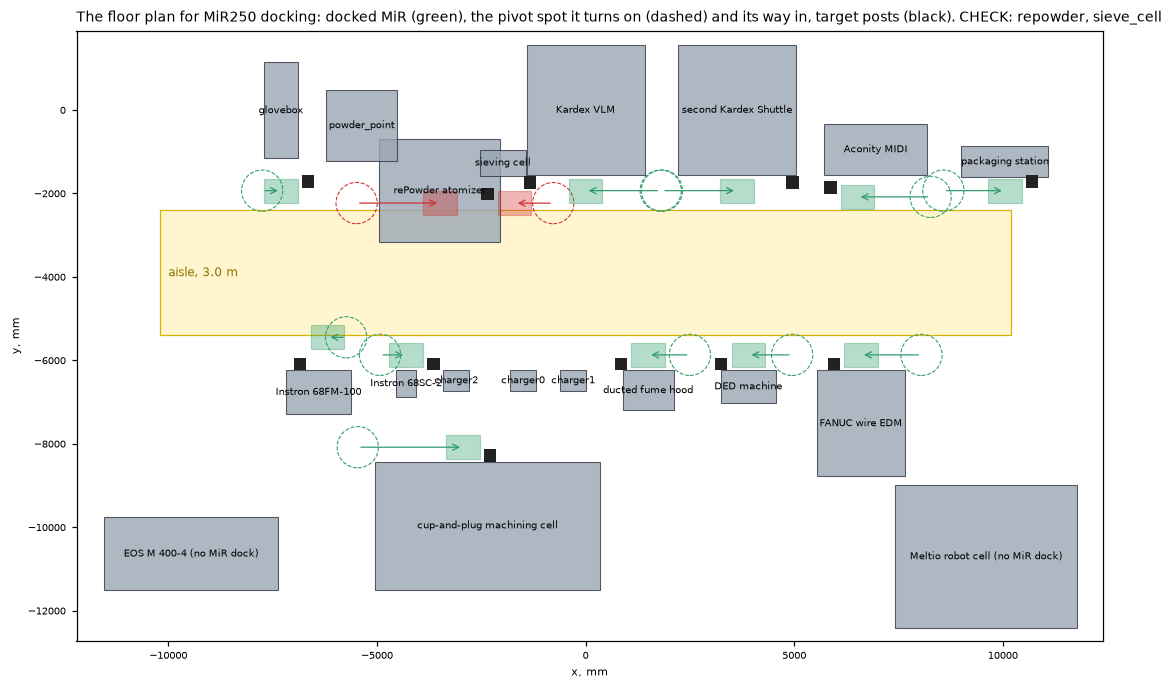 The floor plan for MiR250 docking: docked MiR (green), the pivot spot it turns on (dashed) and its way in, target posts (black). CHECK: repowder, sieve_cell
glovebox
powder_point
Kardex VLM
second Kardex Shuttle
Aconity MIDI
sieving cell
packaging station
rePowder atomizer
aisle, 3.0 m
Instron 68FM-100
Instron 68SC-2
charger2
charger0
charger1
ducted fume hood
DED machine
FANUC wire EDM
cup-and-plug machining cell
EOS M 400-4 (no MiR dock)
Meltio robot cell (no MiR dock)
0
−2000
−4000
−6000
−8000
−10000
−12000
y, mm
−10000
−5000
0
5000
10000
x, mm